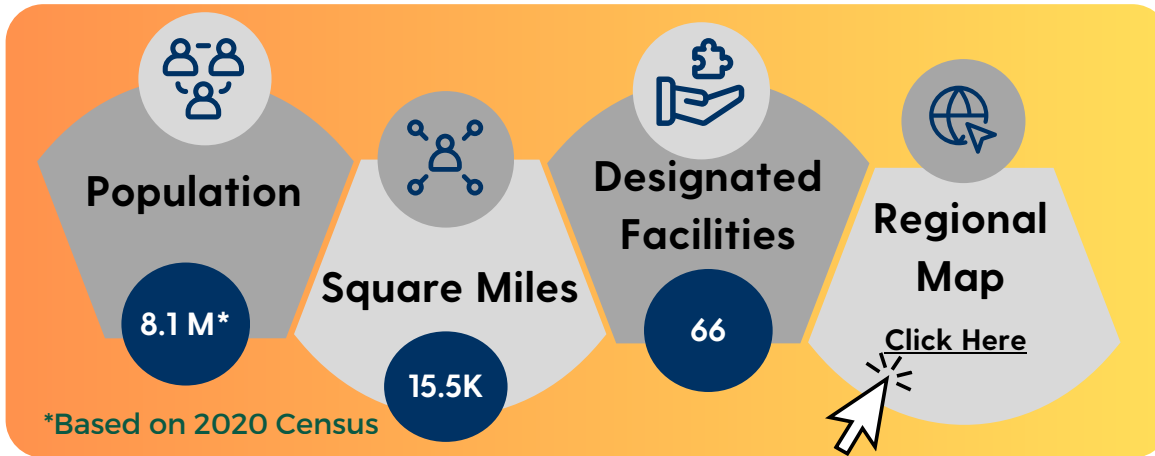 Population
8.1 M*
Square Miles
15.5K
Designated
Facilities
66
Regional
Map
Click Here
*Based on 2020 Census